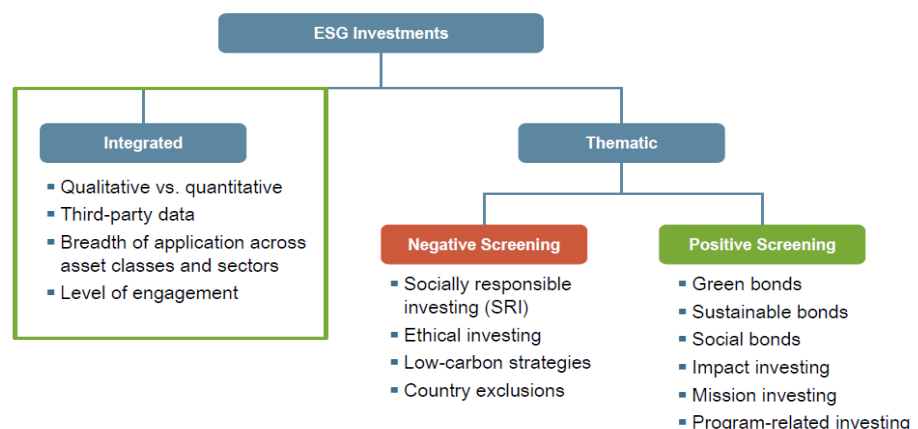 ESG Investments
Integrated
▪ Qualitative vs. quantitative
▪ Third-party data
▪ Breadth of application across
asset classes and sectors
▪ Level of engagement
Thematic
Negative Screening
▪ Socially responsible
investing (SRI)
▪ Ethical investing
▪ Low-carbon strategies
▪ Country exclusions
Positive Screening
▪ Green bonds
▪ Sustainable bonds
▪ Social bonds
▪ Impact investing
▪ Mission investing
▪ Program-related investing